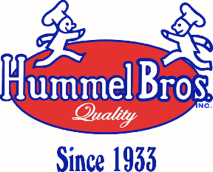 Hummel Bros.
INC.
Quality
Since 1933